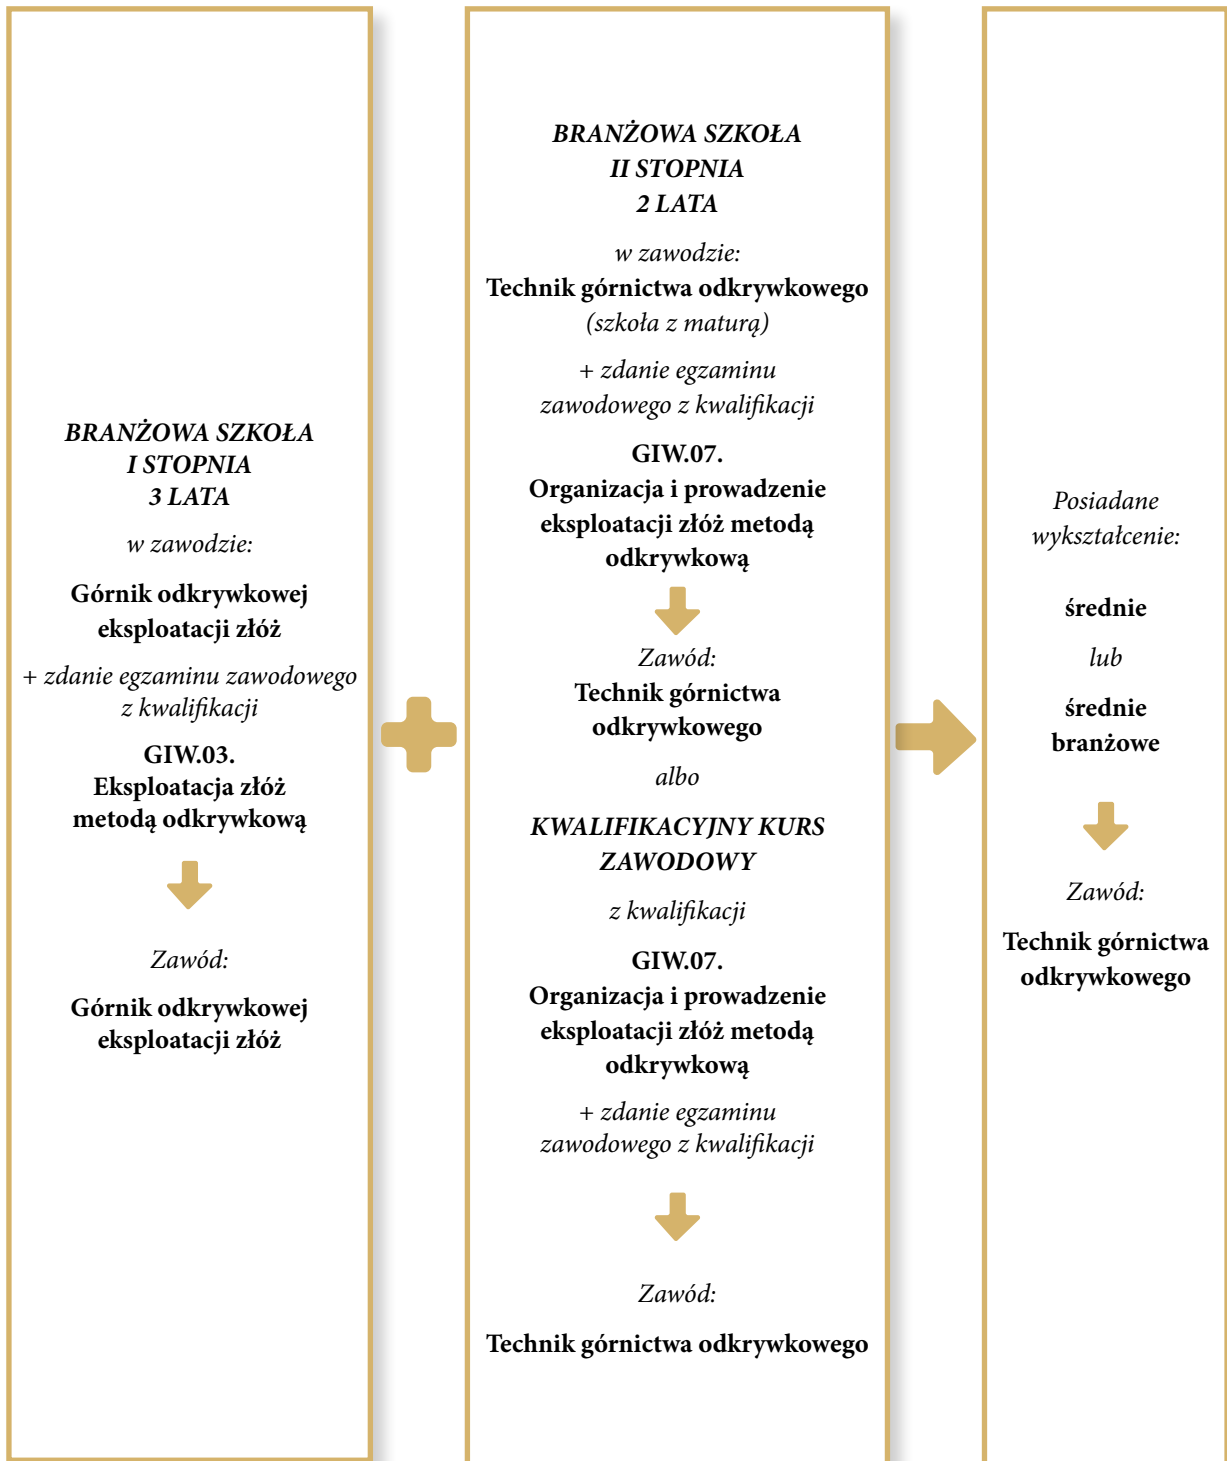 BRANŻOWA SZKOŁA
I STOPNIA
3 LATA
w zawodzie:
Górnik odkrywkowej
eksploatacji złóż
+ zdanie egzaminu zawodowego
z kwalifikacji
GIW.03.
Eksploatacja złóż
metodą odkrywkową
Zawód:
Górnik odkrywkowej
eksploatacji złóż
BRANŻOWA SZKOŁA
II STOPNIA
2 LATA
w zawodzie:
Technik górnictwa odkrywkowego
(szkoła z maturą)
+ zdanie egzaminu
zawodowego z kwalifikacji
GIW.07.
Organizacja i prowadzenie
eksploatacji złóż metodą
odkrywkową
Zawód:
Technik górnictwa
odkrywkowego
albo
KWALIFIKACYJNY KURS
ZAWODOWY
z kwalifikacji
GIW.07.
Organizacja i prowadzenie
eksploatacji złóż metodą
odkrywkową
+ zdanie egzaminu
zawodowego z kwalifikacji
Zawód:
Technik górnictwa odkrywkowego
Posiadane
wykształcenie:
średnie
lub
średnie
branżowe
Zawód:
Technik górnictwa
odkrywkowego